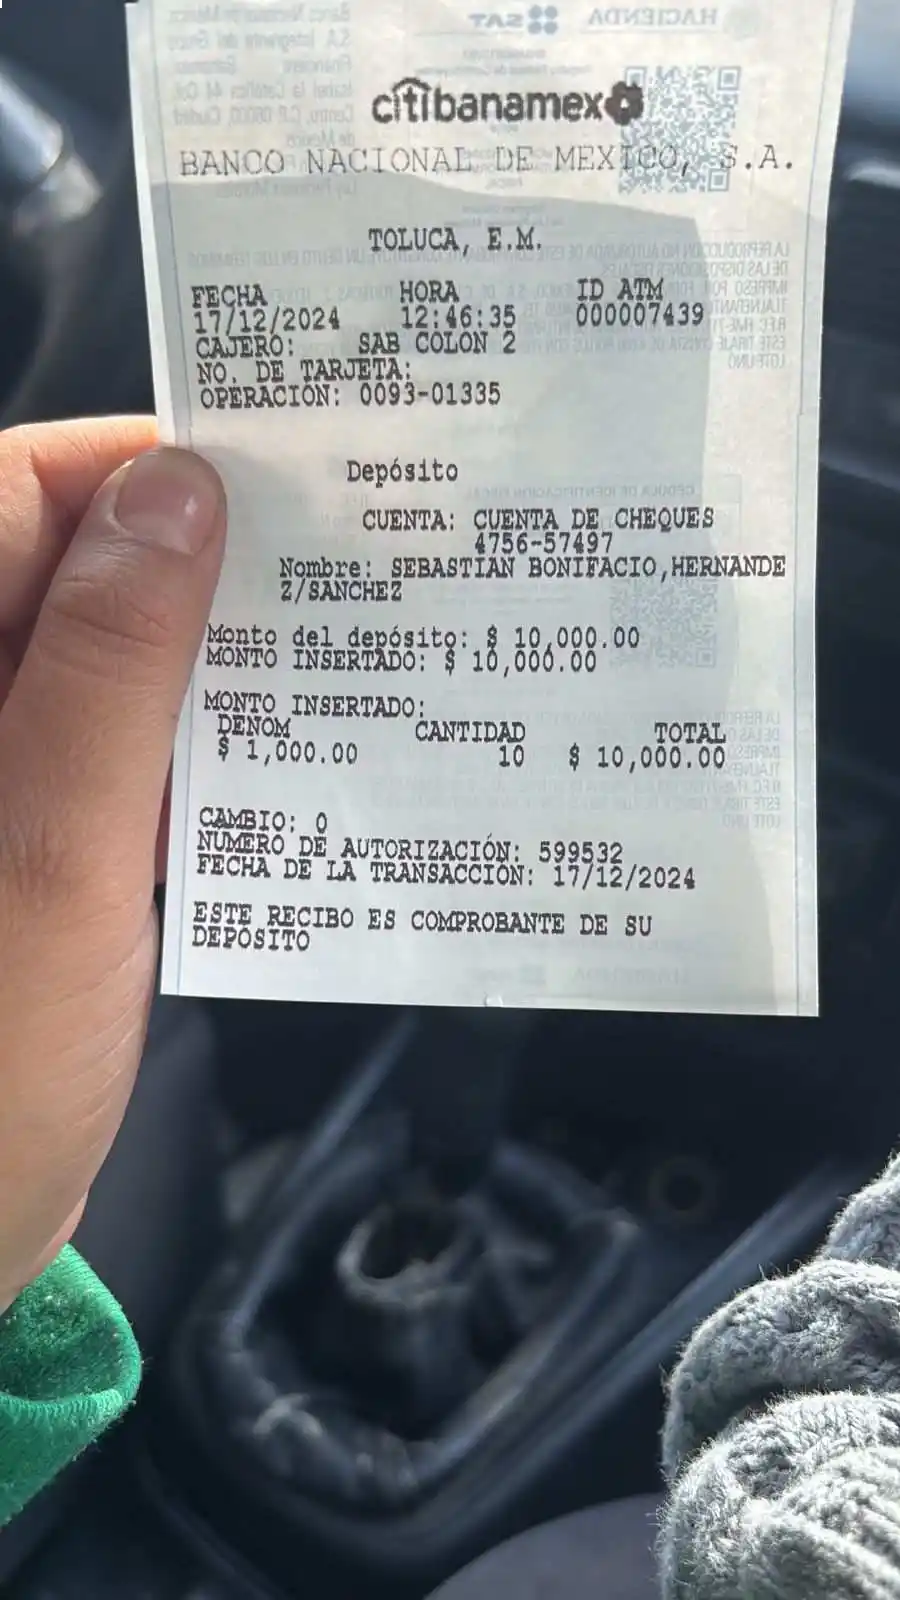 citibanamex
BANCO NACIONAL DE MEXICO, S.A.
TOLUCA, E.M.
FECHA HORA ID ATM
17/12/2024 12:46:35 000007439
CAJERO: SAB COLON 2
NO. DE TARJETA:
OPERACIÓN: 0093-01335
Depósito
CUENTA: CUENTA DE CHEQUES
4756-57497
Nombre: SEBASTIAN BONIFACIO,HERNANDE
Z/SANCHEZ
Monto del depósito: $ 10,000.00
MONTO INSERTADO: $ 10,000.00
MONTO INSERTADO:
DENOM CANTIDAD TOTAL
$ 1,000.00 10 $ 10,000.00
CAMBIO: 0
NUMERO DE AUTORIZACIÓN: 599532
FECHA DE LA TRANSACCIÓN: 17/12/2024
ESTE RECIBO ES COMPROBANTE DE SU
DEPÓSITO